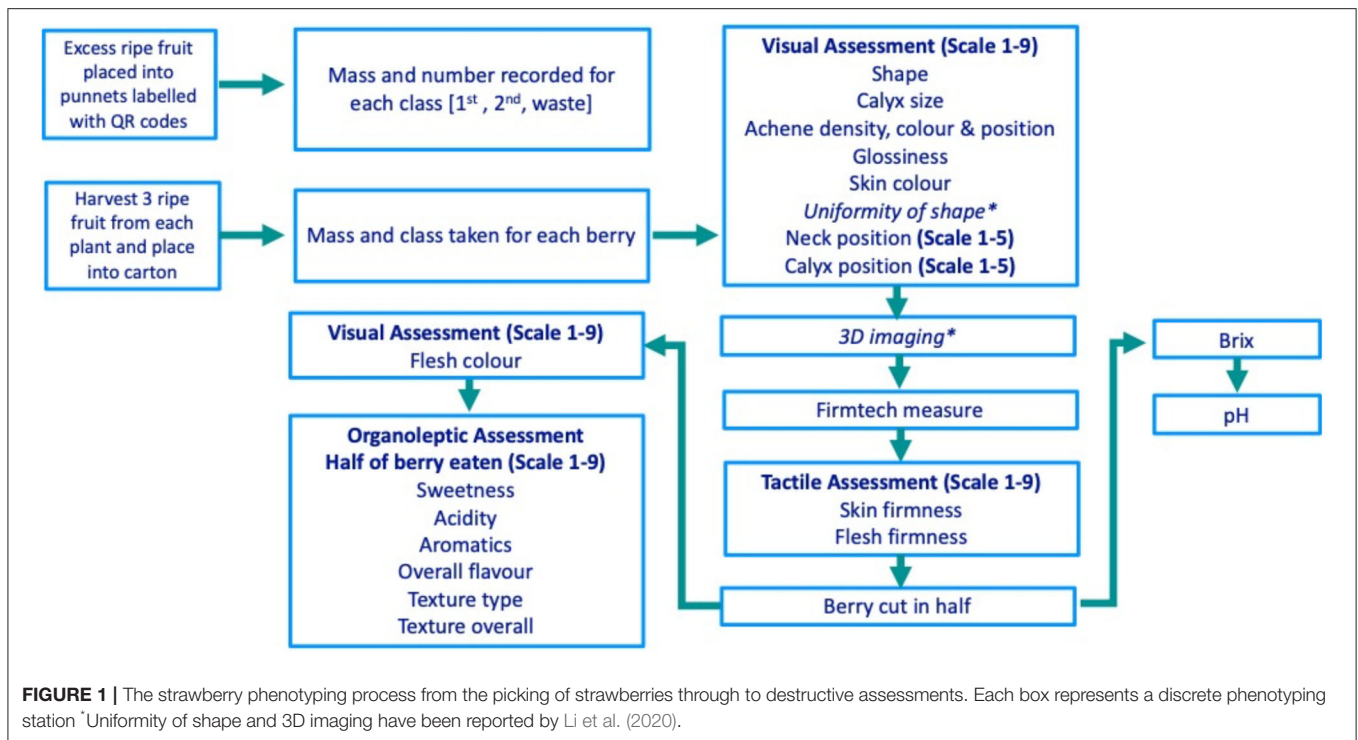 Excess ripe fruit
placed into
punnets labelled
with QR codes
Mass and number recorded for
each class [1st , 2nd, waste]
Harvest 3 ripe
fruit from each
plant and place
into carton
Mass and class taken for each berry
Visual Assessment (Scale 1-9)
Shape
Calyx size
Achene density, colour & position
Glossiness
Skin colour
Uniformity of shape*
Neck position (Scale 1-5)
Calyx position (Scale 1-5)
3D imaging*
Firmtech measure
Tactile Assessment (Scale 1-9)
Skin firmness
Flesh firmness
Berry cut in half
Visual Assessment (Scale 1-9)
Flesh colour
Organoleptic Assessment
Half of berry eaten (Scale 1-9)
Sweetness
Acidity
Aromatics
Overall flavour
Texture type
Texture overall
Brix
pH
FIGURE 1 | The strawberry phenotyping process from the picking of strawberries through to destructive assessments. Each box represents a discrete phenotyping
station *Uniformity of shape and 3D imaging have been reported by Li et al. (2020).